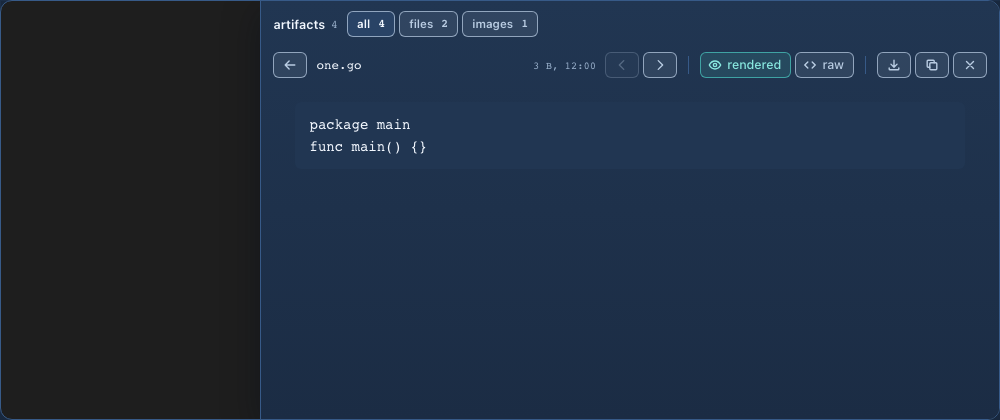 artifacts 4 all 4 files 2 images 1
one.go 3 B, 12:00 rendered raw
package main
func main() {}